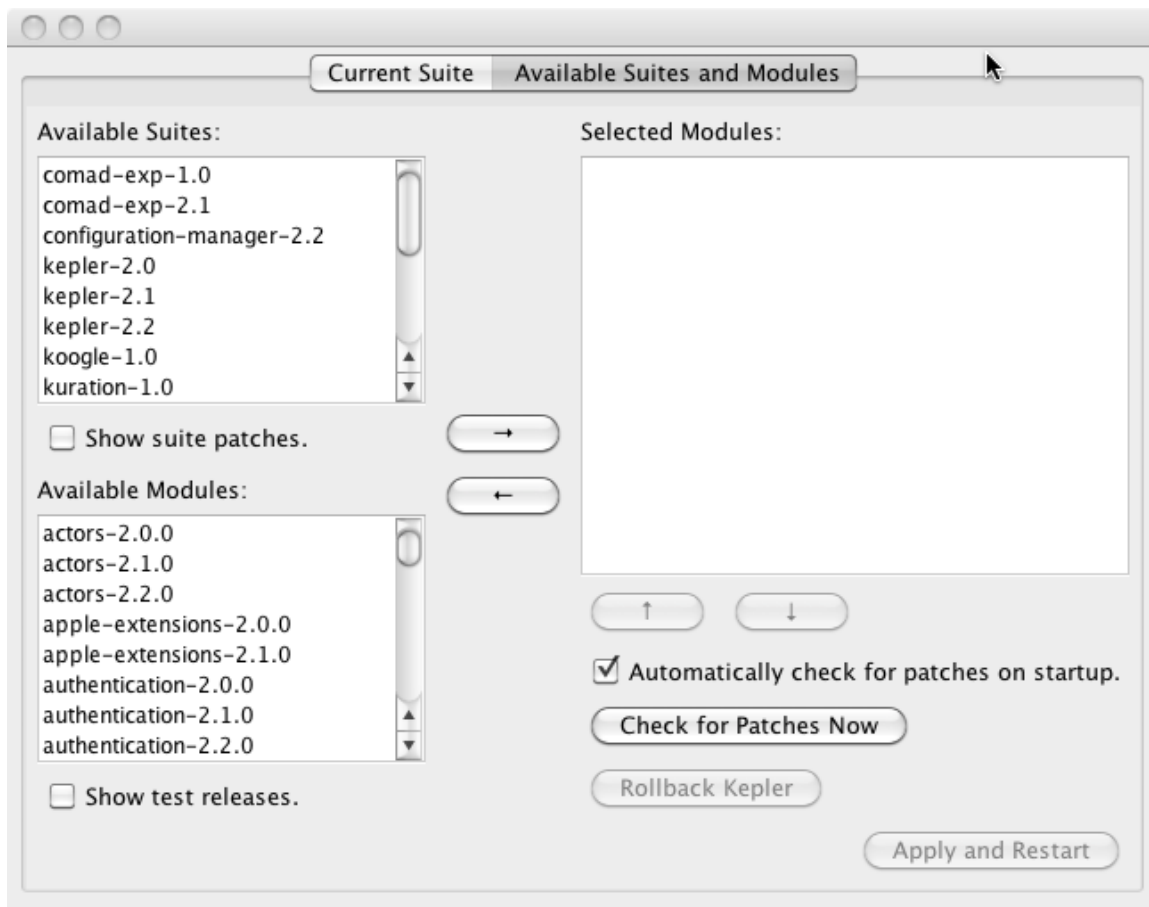 Current Suite
Available Suites and Modules
Available Suites:
comad-exp-1.0
comad-exp-2.1
configuration-manager-2.2
kepler-2.0
kepler-2.1
kepler-2.2
koogle-1.0
kuration-1.0
Show suite patches.
Available Modules:
actors-2.0.0
actors-2.1.0
actors-2.2.0
apple-extensions-2.0.0
apple-extensions-2.1.0
authentication-2.0.0
authentication-2.1.0
authentication-2.2.0
Show test releases.
→
←
Selected Modules:
↑ ↓
Automatically check for patches on startup.
Check for Patches Now
Rollback Kepler
Apply and Restart